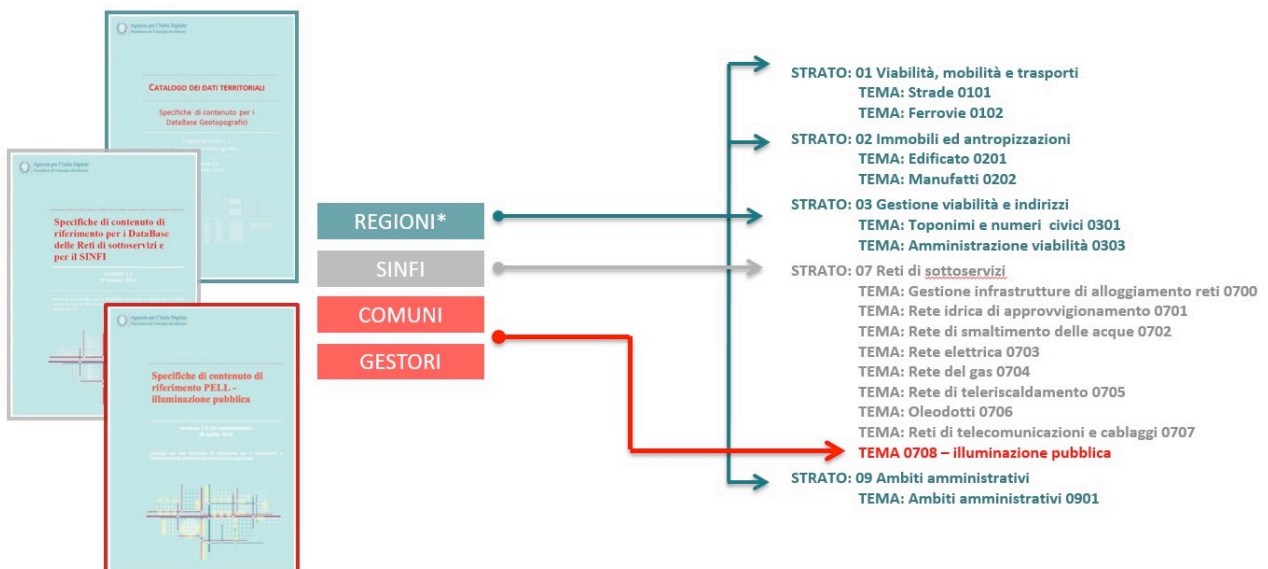 Agenzia per l'Italia Digitale
Presidenza del Consiglio dei Ministri
CATALOGO DEI DATI TERRITORIALI
Specifiche di contenuto per i
DataBase Geotopografici
Agenzia per l'Italia Digitale
Presidenza del Consiglio dei Ministri
Specifiche di contenuto di
riferimento per i DataBase
delle Reti di sottoservizi e
per il SINFI
Agenzia per l'Italia Digitale
Presidenza del Consiglio dei Ministri
Specifiche di contenuto di
riferimento PELL -
illuminazione pubblica
REGIONI*
SINFI
COMUNI
GESTORI
STRATO: 01 Viabilità, mobilità e trasporti
TEMA: Strade 0101
TEMA: Ferrovie 0102
STRATO: 02 Immobili ed antropizzazioni
TEMA: Edificato 0201
TEMA: Manufatti 0202
STRATO: 03 Gestione viabilità e indirizzi
TEMA: Toponimi e numeri civici 0301
TEMA: Amministrazione viabilità 0303
STRATO: 07 Reti di sottoservizi
TEMA: Gestione infrastrutture di alloggiamento reti 0700
TEMA: Rete idrica di approvvigionamento 0701
TEMA: Rete di smaltimento delle acque 0702
TEMA: Rete elettrica 0703
TEMA: Rete del gas 0704
TEMA: Rete di teleriscaldamento 0705
TEMA: Oleodotti 0706
TEMA: Reti di telecomunicazioni e cablaggi 0707
TEMA 0708 – illuminazione pubblica
STRATO: 09 Ambiti amministrativi
TEMA: Ambiti amministrativi 0901